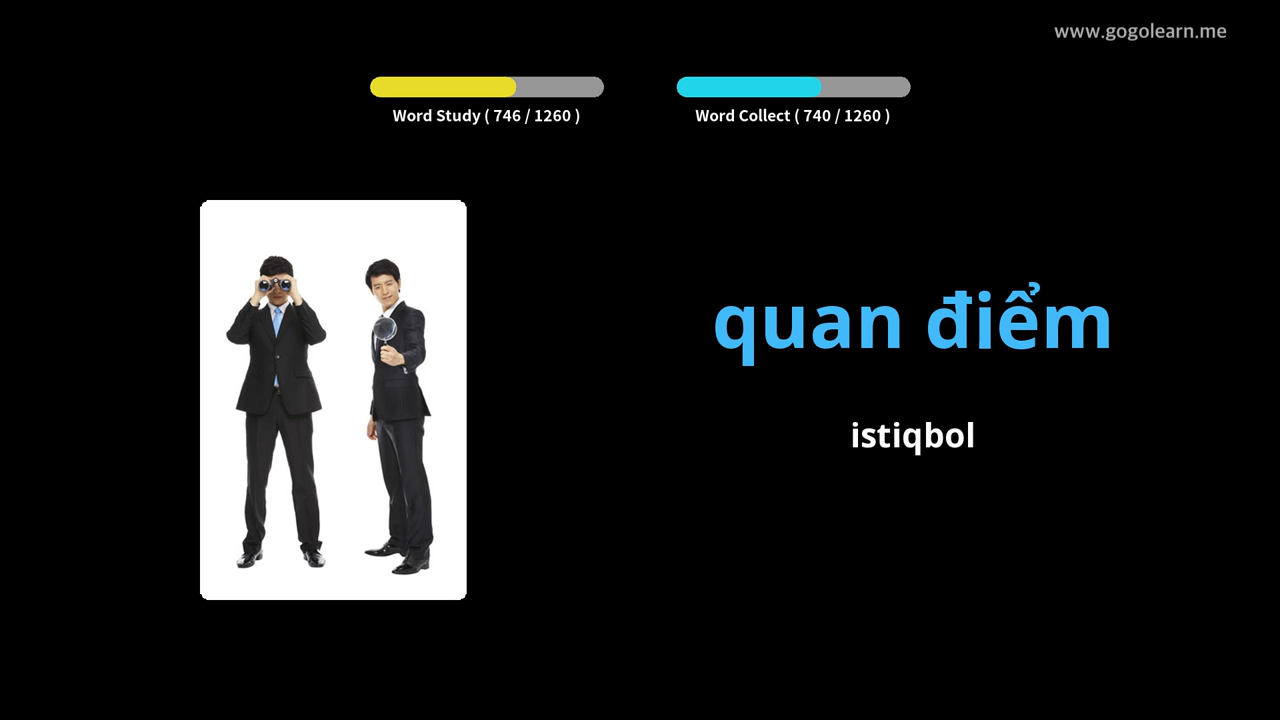 www.gogolearn.me
Word Study ( 746 / 1260 )
Word Collect ( 740 / 1260 )
quan điểm
istiqbol